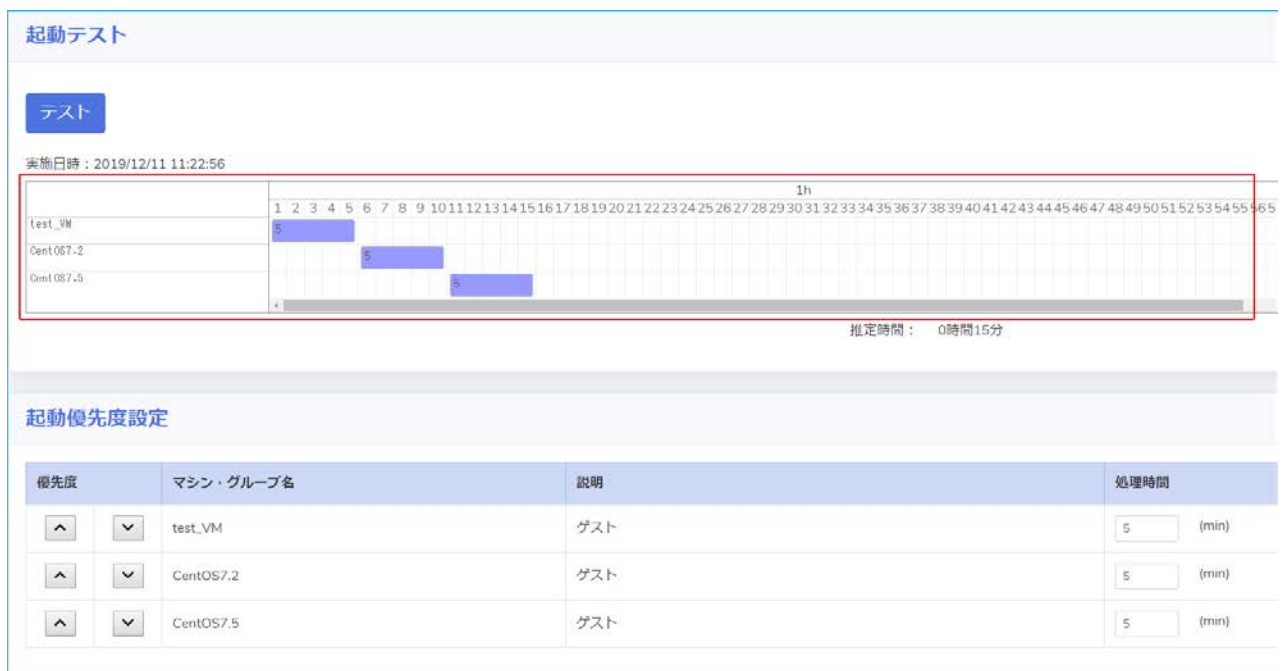 起動テスト
テスト
実施日時：2019/12/11 11:22:56
1h
1 2 3 4 5 6 7 8 9 10 11 12 13 14 15 16 17 18 19 20 21 22 23 24 25 26 27 28 29 30 31 32 33 34 35 36 37 38 39 40 41 42 43 44 45 46 47 48 49 50 51 52 53 54 55 56 5
test_VM 5
CentOS7.2 5
CentOS7.5 5
推定時間： 0時間15分
起動優先度設定
優先度 マシン・グループ名 説明 処理時間
test_VM ゲスト 5 (min)
CentOS7.2 ゲスト 5 (min)
CentOS7.5 ゲスト 5 (min)